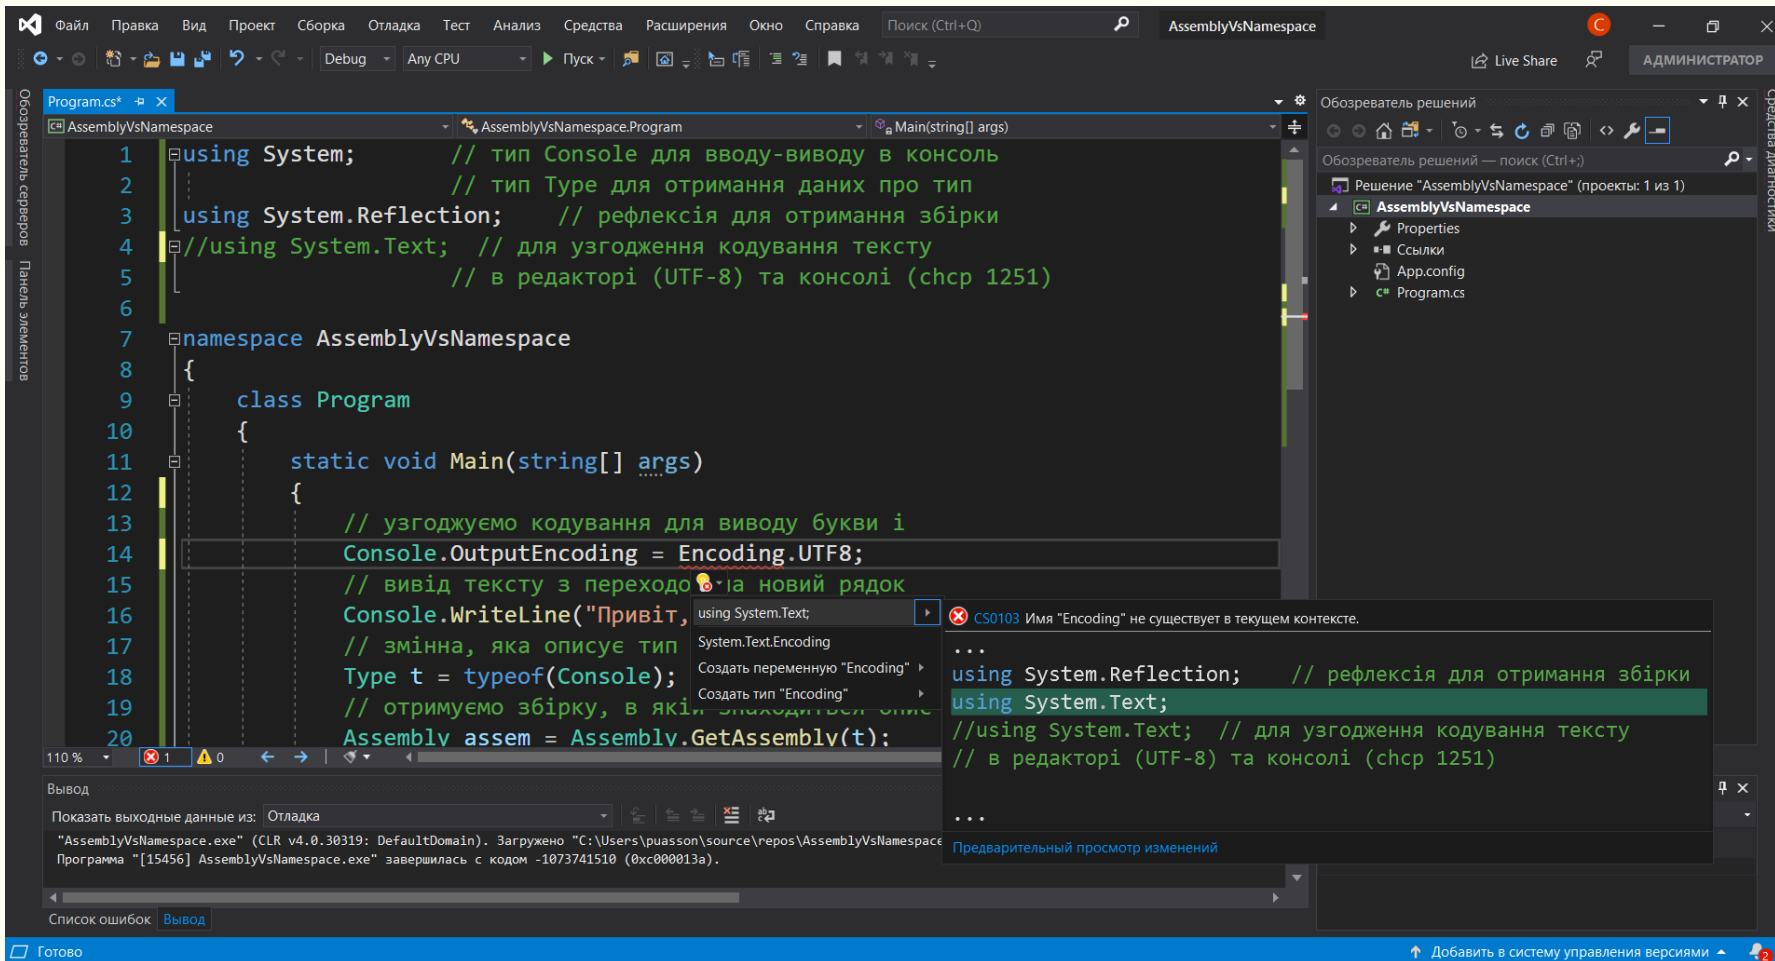 Файл Правка Вид Проект Сборка Отладка Тест Анализ Средства Расширения Окно Справка Поиск (Ctrl+Q) AssemblyVsNamespace C
Debug Any CPU Пуск Live Share АДМИНИСТРАТОР
Обозреватель серверов
Панель элементов
Program.cs*
AssemblyVsNamespace AssemblyVsNamespace.Program Main(string[] args)
1 using System; // тип Console для вводу-виводу в консоль
2 // тип Type для отримання даних про тип
3 using System.Reflection; // рефлексія для отримання збірки
4 //using System.Text; // для узгодження кодування тексту
5 // в редакторі (UTF-8) та консолі (chcp 1251)
6
7 namespace AssemblyVsNamespace
8 {
9 class Program
10 {
11 static void Main(string[] args)
12 {
13 // узгоджуємо кодування для виводу букви і
14 Console.OutputEncoding = Encoding.UTF8;
15 // вивід тексту з переходо на новий рядок
16 Console.WriteLine("Привіт,
17 // змінна, яка описує тип
18 Type t = typeof(Console);
19 // отримуємо збірку, в якій знаходиться опис
20 Assembly assem = Assembly.GetAssembly(t);
using System.Text;
System.Text.Encoding
Создать переменную "Encoding"
Создать тип "Encoding"
CS0103 Имя "Encoding" не существует в текущем контексте.
...
using System.Reflection; // рефлексія для отримання збірки
using System.Text;
//using System.Text; // для узгодження кодування тексту
// в редакторі (UTF-8) та консолі (chcp 1251)
...
Предварительный просмотр изменений
110 % 1 0
Вывод
Показать выходные данные из: Отладка
"AssemblyVsNamespace.exe" (CLR v4.0.30319: DefaultDomain). Загружено "C:\Users\puasson\source\repos\AssemblyVsNamespace
Программа "[15456] AssemblyVsNamespace.exe" завершилась с кодом -1073741510 (0xc000013a).
Список ошибок Вывод
Готово Добавить в систему управления версиями 2
Обозреватель решений
Обозреватель решений — поиск (Ctrl+;)
Решение "AssemblyVsNamespace" (проекты: 1 из 1)
C# AssemblyVsNamespace
Properties
Ссылки
App.config
C# Program.cs
Средства диагностики